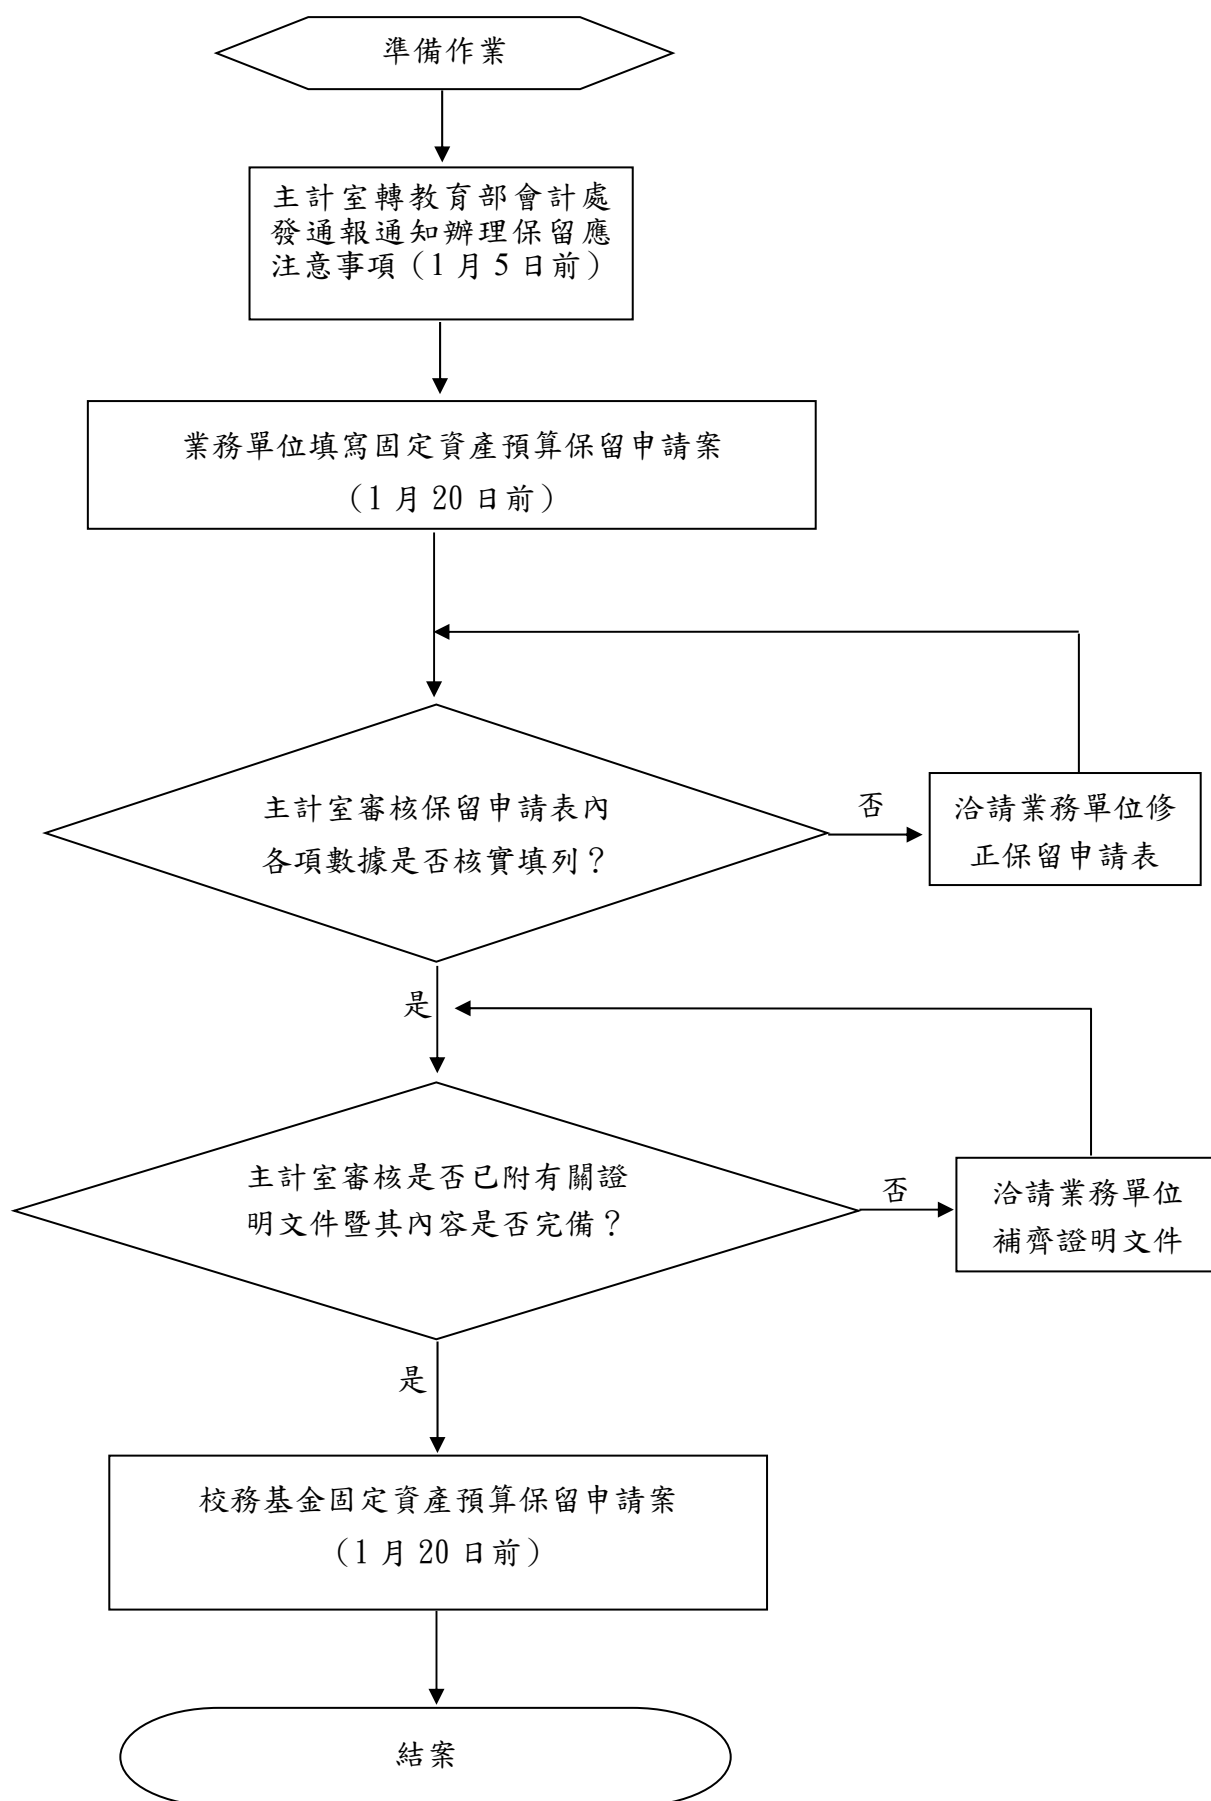 準備作業
主計室轉教育部會計處
發通報通知辦理保留應
注意事項（1月5日前）
業務單位填寫固定資產預算保留申請案
（1月20日前）
主計室審核保留申請表內
各項數據是否核實填列？
否
洽請業務單位修
正保留申請表
是
主計室審核是否已附有關證
明文件暨其內容是否完備？
否
洽請業務單位
補齊證明文件
是
校務基金固定資產預算保留申請案
（1月20日前）
結案